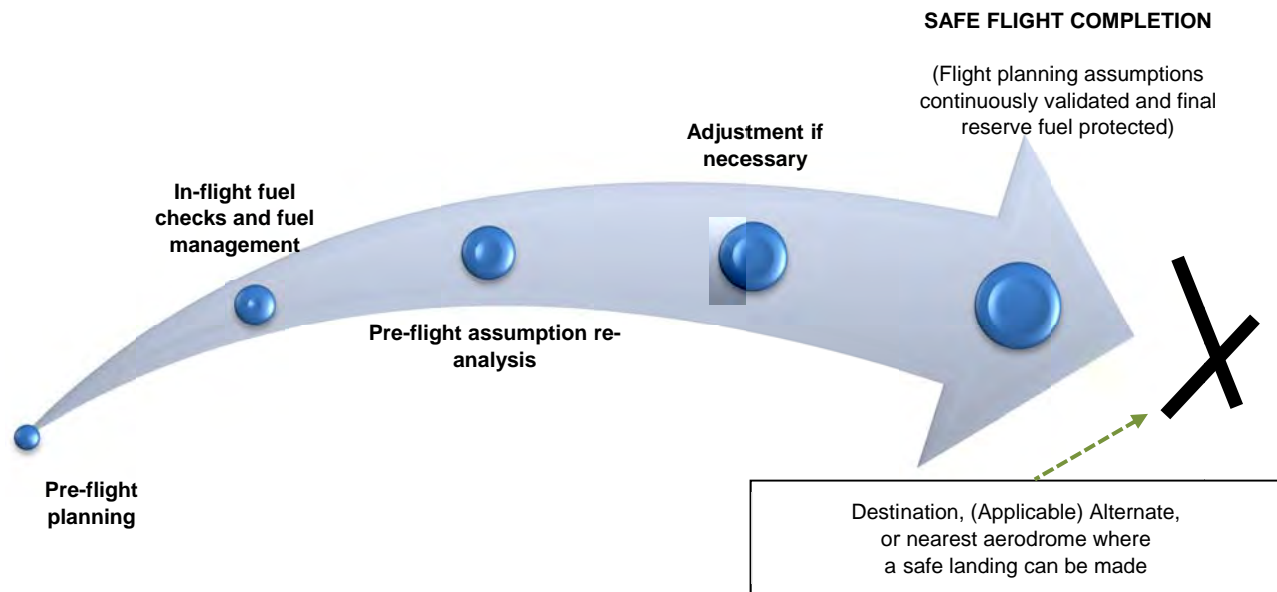 SAFE FLIGHT COMPLETION
(Flight planning assumptions
continuously validated and final
reserve fuel protected)
Adjustment if
necessary
In-flight fuel
checks and fuel
management
Pre-flight assumption re-
analysis
Pre-flight
planning
Destination, (Applicable) Alternate,
or nearest aerodrome where
a safe landing can be made